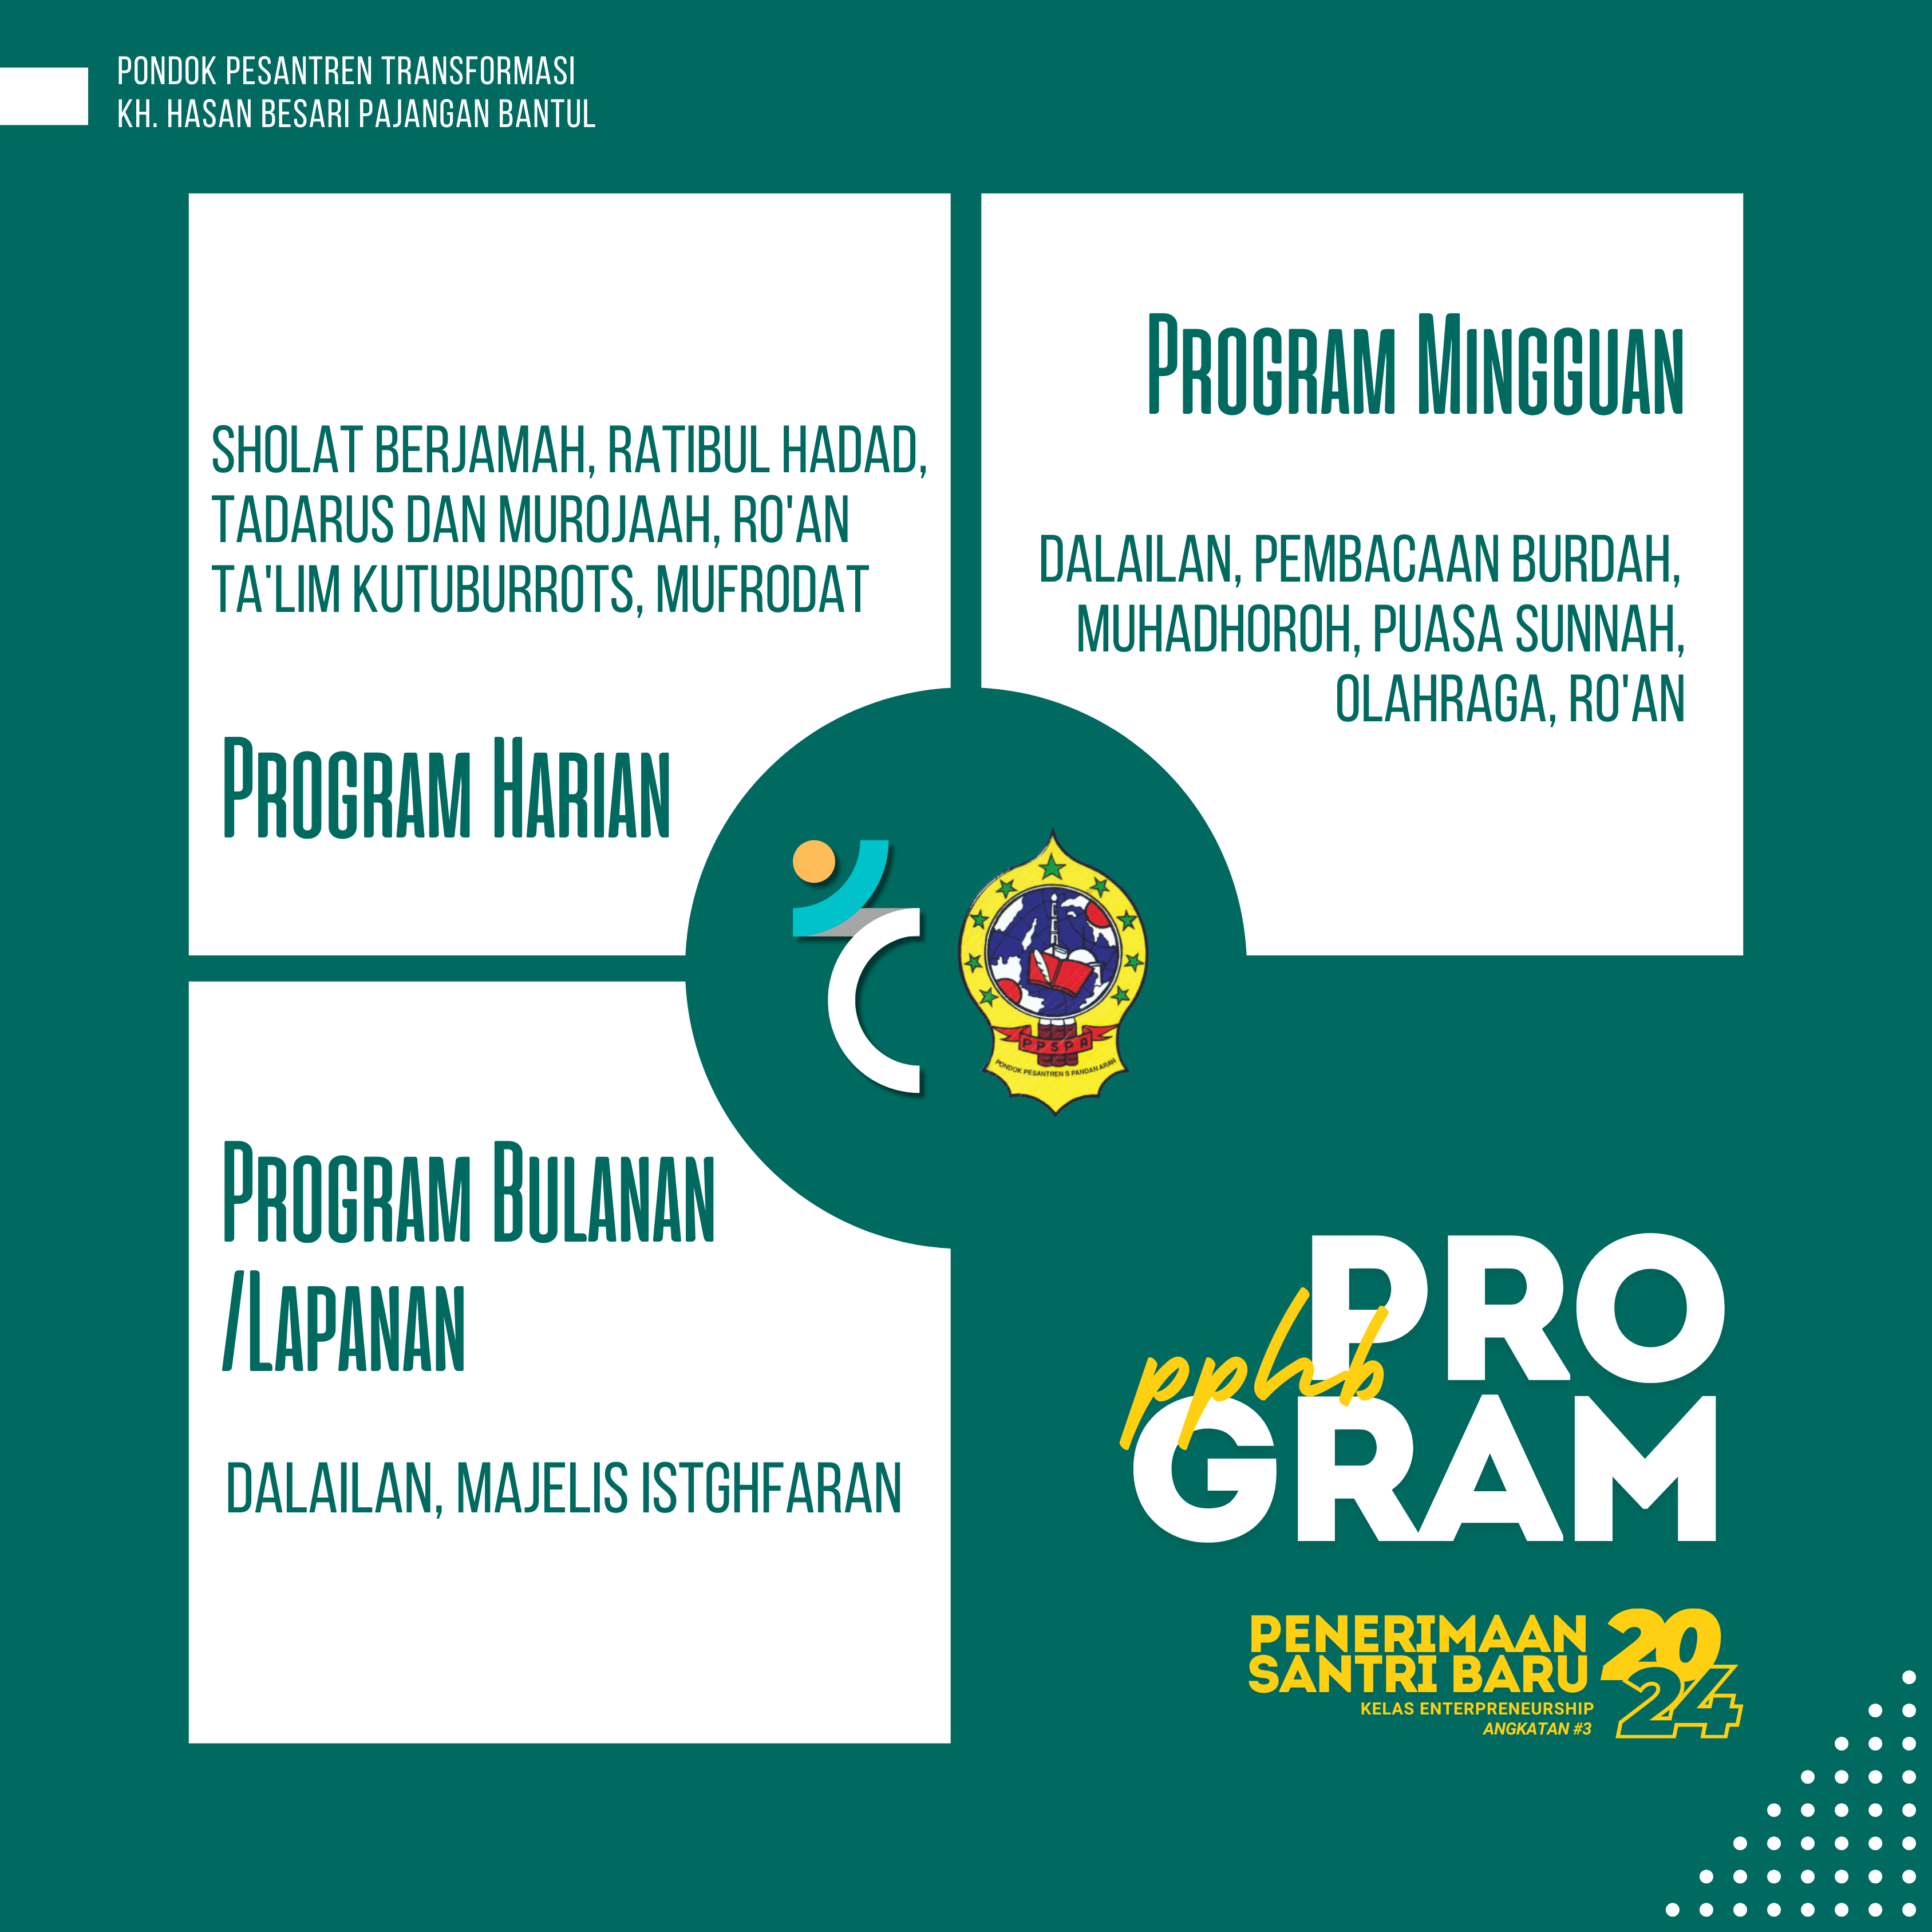 PONDOK PESANTREN TRANSFORMASI
KH. HASAN BESARI PAJANGAN BANTUL
SHOLAT BERJAMAH, RATIBUL HADAD,
TADARUS DAN MUROJAAH, RO'AN
TA'LIM KUTUBURROTS, MUFRODAT
PROGRAM HARIAN
PROGRAM MINGGUAN
DALAILAN, PEMBACAAN BURDAH,
MUHADHOROH, PUASA SUNNAH,
OLAHRAGA, RO'AN
PPSPA
PONDOK PESANTREN S PANDAN ARAN
PROGRAM BULANAN
/LAPANAN
DALAILAN, MAJELIS ISTGHFARAN
PRO
pphb
GRAM
PENERIMAAN
SANTRI BARU
KELAS ENTERPRENEURSHIP
ANGKATAN #3
20
24